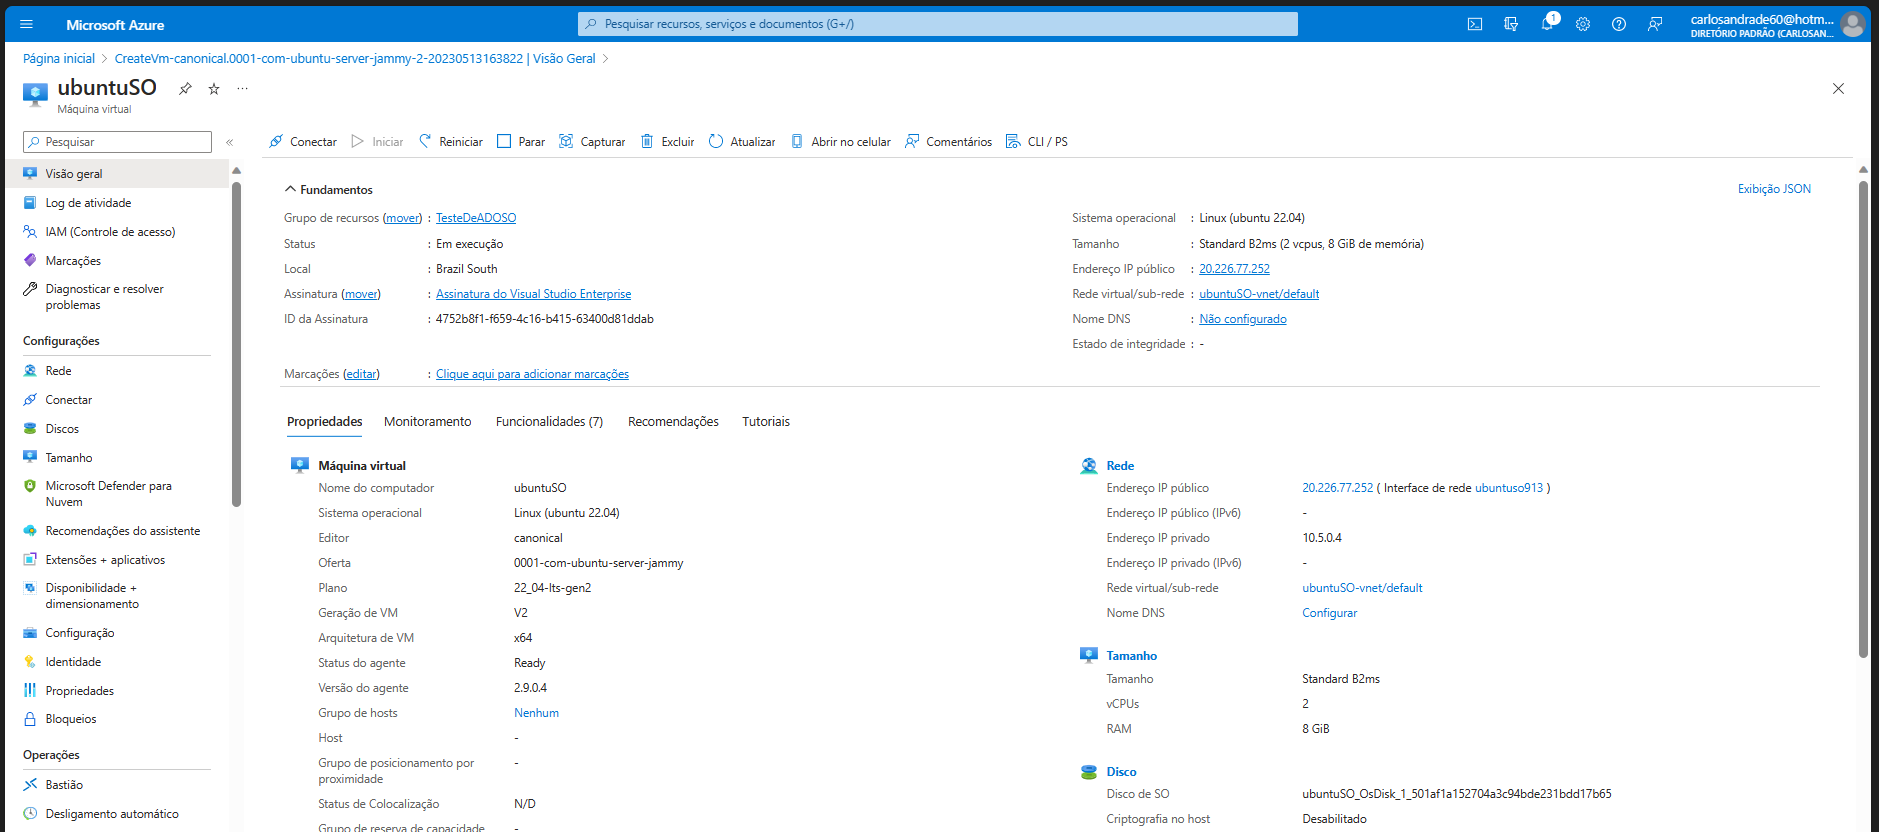 Microsoft Azure
Pesquisar recursos, serviços e documentos (G+/)
1
carlosandrade60@hotm...
DIRETÓRIO PADRÃO (CARLOSAN...
Página inicial > CreateVm-canonical.0001-com-ubuntu-server-jammy-2-20230513163822 | Visão Geral >
ubuntuSO
Máquina virtual
Pesquisar
Visão geral
Log de atividade
IAM (Controle de acesso)
Marcações
Diagnosticar e resolver
problemas
Configurações
Rede
Conectar
Discos
Tamanho
Microsoft Defender para
Nuvem
Recomendações do assistente
Extensões + aplicativos
Disponibilidade +
dimensionamento
Configuração
Identidade
Propriedades
Bloqueios
Operações
Bastião
Desligamento automático
Conectar Iniciar Reiniciar Parar Capturar Excluir Atualizar Abrir no celular Comentários CLI / PS
Fundamentos
Exibição JSON
Grupo de recursos (mover) : TesteDeADOSO
Status : Em execução
Local : Brazil South
Assinatura (mover) : Assinatura do Visual Studio Enterprise
ID da Assinatura : 4752b8f1-f659-4c16-b415-63400d81ddab
Sistema operacional : Linux (ubuntu 22.04)
Tamanho : Standard B2ms (2 vcpus, 8 GiB de memória)
Endereço IP público : 20.226.77.252
Rede virtual/sub-rede : ubuntuSO-vnet/default
Nome DNS : Não configurado
Estado de integridade : -
Marcações (editar) : Clique aqui para adicionar marcações
Propriedades Monitoramento Funcionalidades (7) Recomendações Tutoriais
Máquina virtual
Nome do computador ubuntuSO
Sistema operacional Linux (ubuntu 22.04)
Editor canonical
Oferta 0001-com-ubuntu-server-jammy
Plano 22_04-lts-gen2
Geração de VM V2
Arquitetura de VM x64
Status do agente Ready
Versão do agente 2.9.0.4
Grupo de hosts Nenhum
Host -
Grupo de posicionamento por
proximidade -
Status de Colocalização N/D
Grupo de reserva de capacidade -
Rede
Endereço IP público 20.226.77.252 ( Interface de rede ubuntuso913 )
Endereço IP público (IPv6) -
Endereço IP privado 10.5.0.4
Endereço IP privado (IPv6) -
Rede virtual/sub-rede ubuntuSO-vnet/default
Nome DNS Configurar
Tamanho
Tamanho Standard B2ms
vCPUs 2
RAM 8 GiB
Disco
Disco de SO ubuntuSO_OsDisk_1_501af1a152704a3c94bde231bdd17b65
Criptografia no host Desabilitado